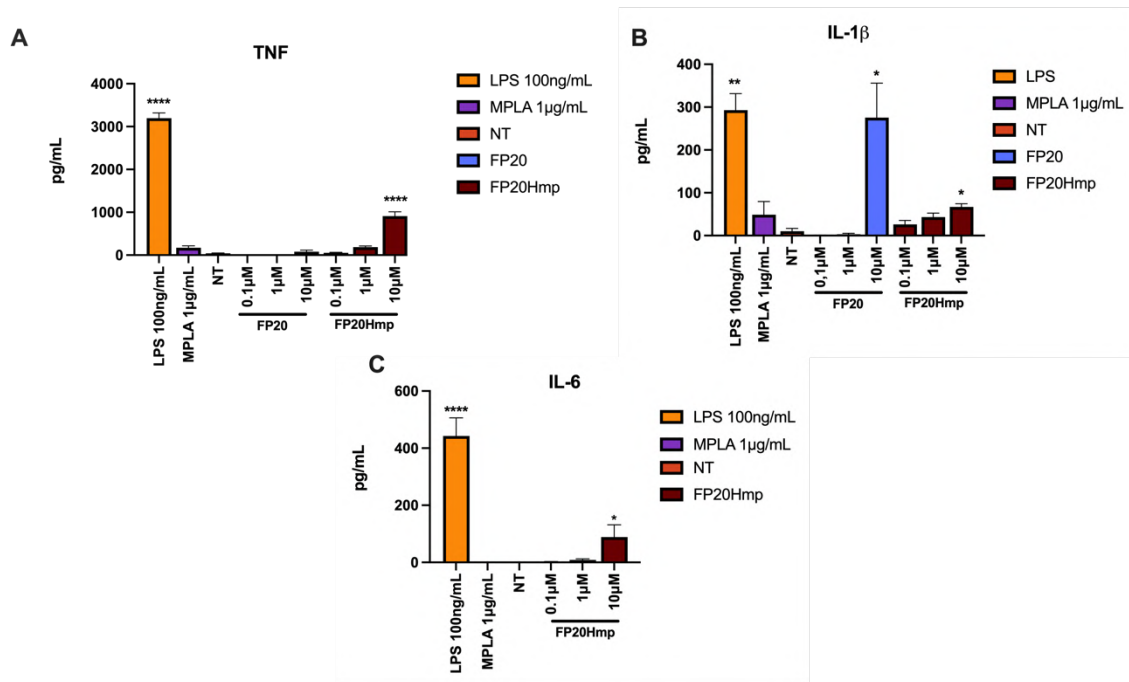 A
TNF
pg/mL
4000
3000
2000
1000
0
****
****
LPS 100ng/mL
MPLA 1μg/mL
NT
0.1μM
1μM
10μM
0.1μM
1μM
10μM
FP20
FP20Hmp
LPS 100ng/mL
MPLA 1μg/mL
NT
FP20
FP20Hmp
B
IL-1β
pg/mL
400
300
200
100
0
**
*
*
LPS 100ng/mL
MPLA 1μg/mL
NT
0,1μM
1μM
10μM
0.1μM
1μM
10μM
FP20
FP20Hmp
LPS
MPLA 1μg/mL
NT
FP20
FP20Hmp
C
IL-6
pg/mL
600
400
200
0
****
*
LPS 100ng/mL
MPLA 1μg/mL
NT
0.1μM
1μM
10μM
FP20Hmp
LPS 100ng/mL
MPLA 1μg/mL
NT
FP20Hmp